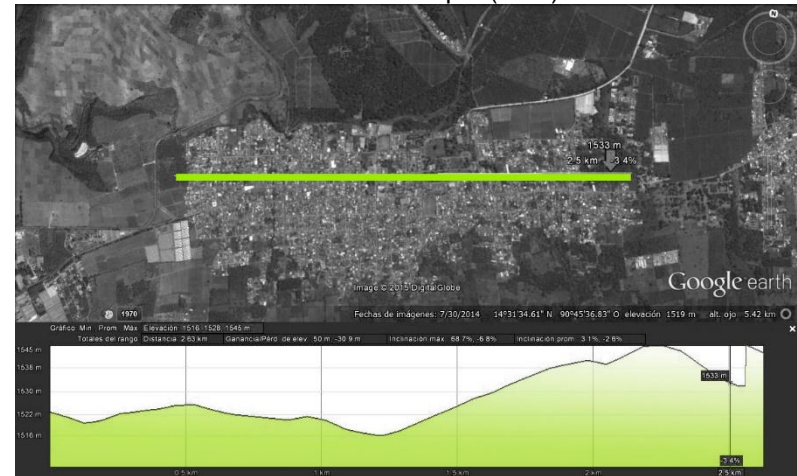 N
1533 m
2.5 km -3.4%
Image © 2015 DigitalGlobe
Google earth
1970
Fechas de imágenes: 7/30/2014 14°31'34.61" N 90°45'36.83" O elevación 1519 m alt. ojo 5.42 km
Gráfico Mín Prom Máx Elevación 1516 1528 1545 m
Totales del rango Distancia 2.63 km Ganancia/Pérd. de elev. 50 m, -30.9 m Inclinación máx 68.7%, -6.8% Inclinación prom 3.1%, -2.6%
1545 m
1538 m
1530 m
1522 m
1516 m
1533 m
-3.4%
0.5 km 1 km 1.5 km 2 km 2.5 km